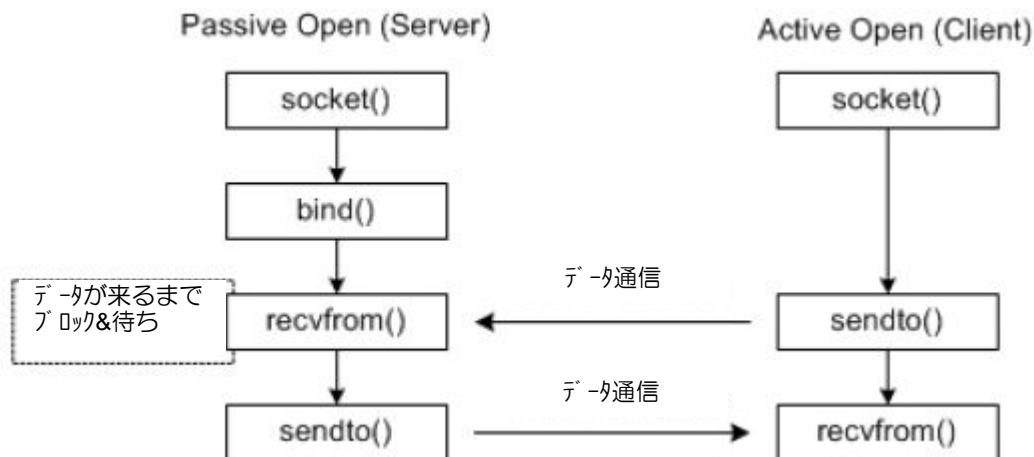 Passive Open (Server)
Active Open (Client)
socket()
socket()
bind()
データが来るまで
ブロック&待ち
recvfrom()
データ通信
sendto()
sendto()
データ通信
recvfrom()